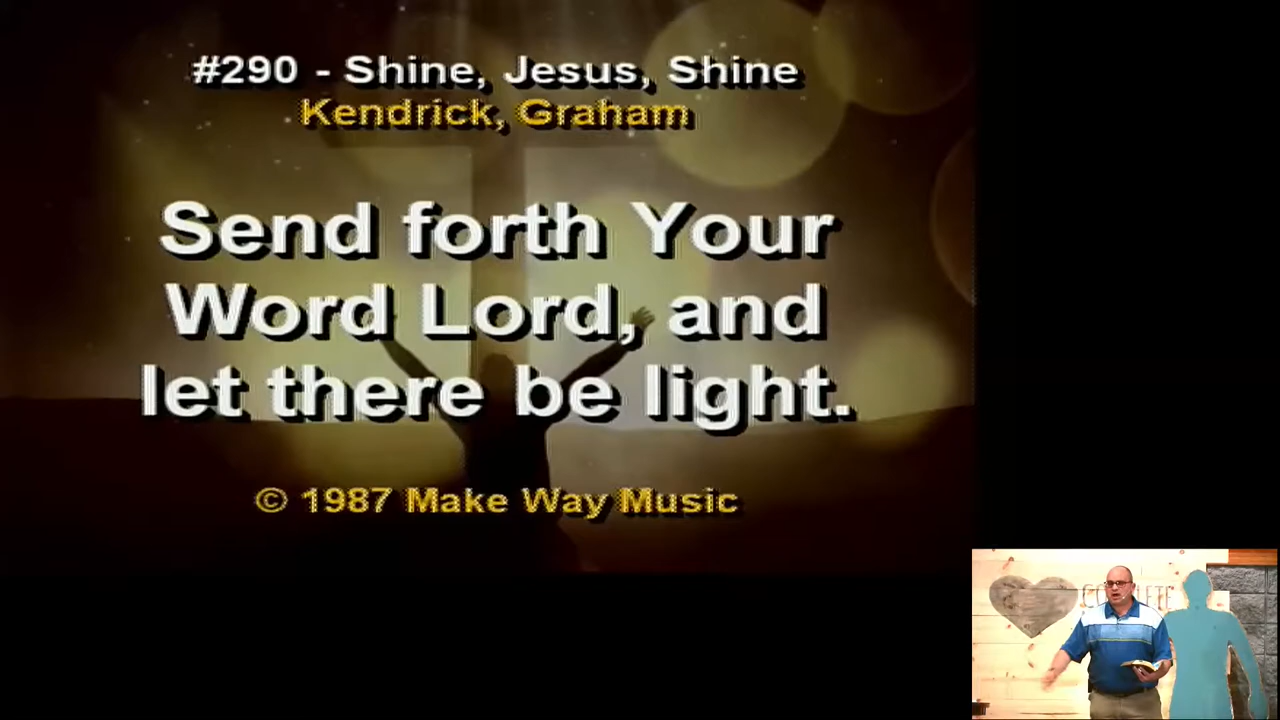 #290 - Shine, Jesus, Shine
Kendrick, Graham
Send forth Your
Word Lord, and
let there be light.
© 1987 Make Way Music